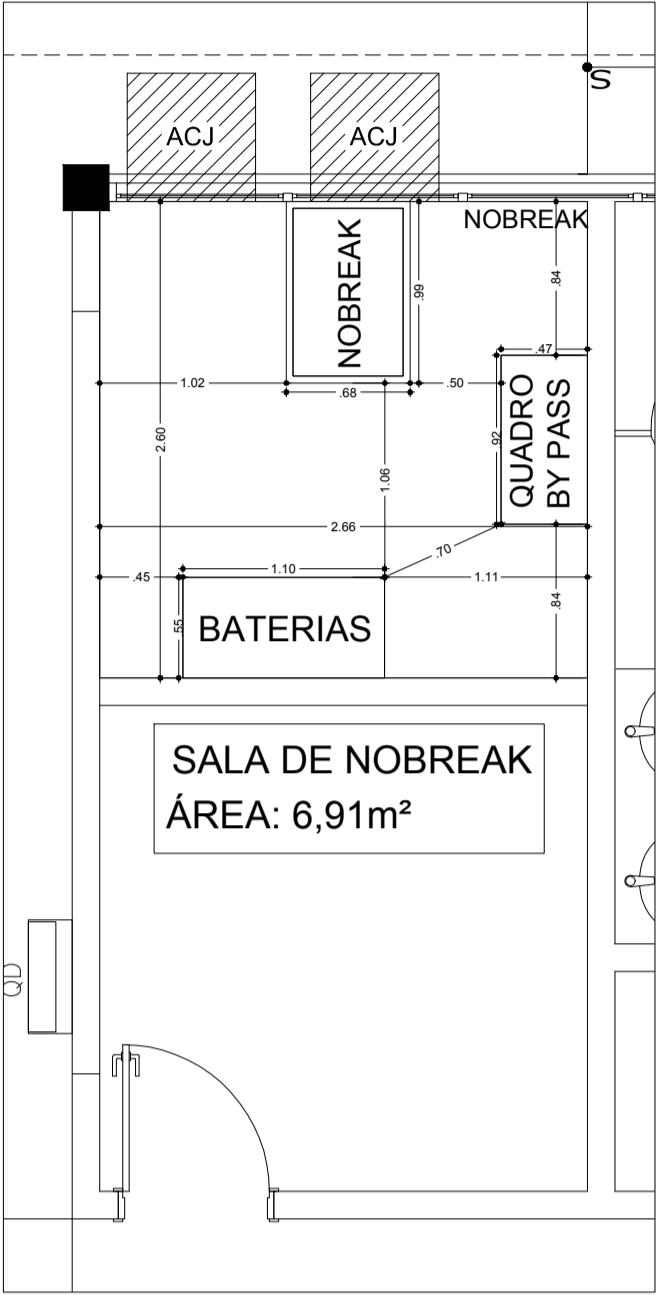 S
ACJ
ACJ
NOBREAK
NOBREAK
.99
.84
.47
1.02
.68
.50
QUADRO
BY PASS
.92
2.60
1.06
2.66
.70
.45
1.10
1.11
.84
.55
BATERIAS
SALA DE NOBREAK
ÁREA: 6,91m²
QD